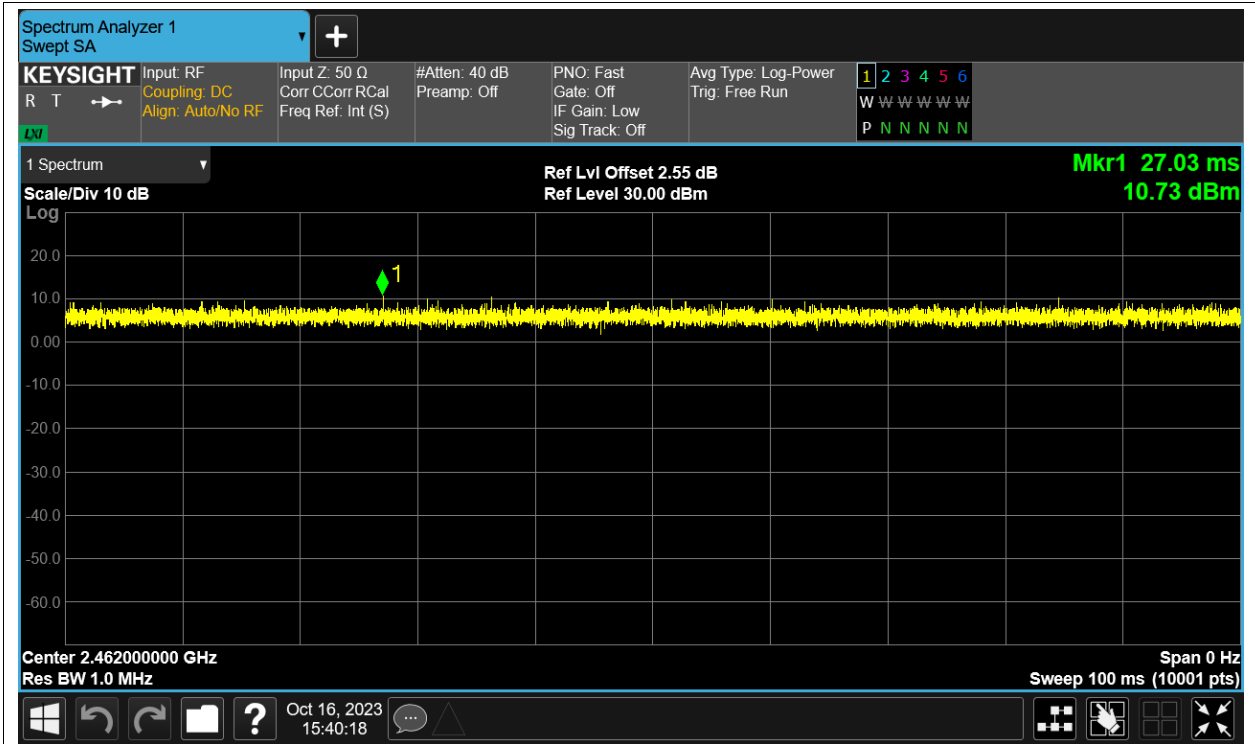 Spectrum Analyzer 1
Swept SA
KEYSIGHT
R T
LXI
Input: RF
Coupling: DC
Align: Auto/No RF
Input Z: 50 Ω
Corr CCorr RCal
Freq Ref: Int (S)
#Atten: 40 dB
Preamp: Off
PNO: Fast
Gate: Off
IF Gain: Low
Sig Track: Off
Avg Type: Log-Power
Trig: Free Run
1 2 3 4 5 6
W W W W W W
P N N N N N
1 Spectrum
Scale/Div 10 dB
Ref Lvl Offset 2.55 dB
Ref Level 30.00 dBm
Mkr1 27.03 ms
10.73 dBm
Log
20.0
10.0
0.00
-10.0
-20.0
-30.0
-40.0
-50.0
-60.0
1
Center 2.462000000 GHz
Res BW 1.0 MHz
Span 0 Hz
Sweep 100 ms (10001 pts)
?
Oct 16, 2023
15:40:18